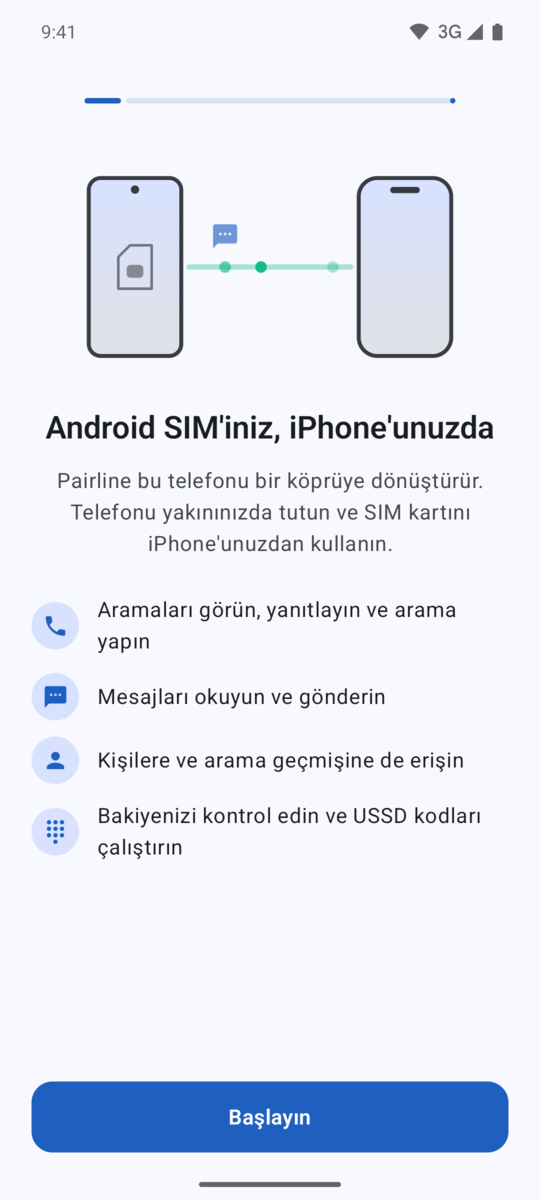 9:41
3G
Android SIM'iniz, iPhone'unuzda
Pairline bu telefonu bir köprüye dönüştürür.
Telefonu yakınınızda tutun ve SIM kartını
iPhone'unuzdan kullanın.
Aramaları görün, yanıtlayın ve arama
yapın
Mesajları okuyun ve gönderin
Kişilere ve arama geçmişine de erişin
Bakiyenizi kontrol edin ve USSD kodları
çalıştırın
Başlayın